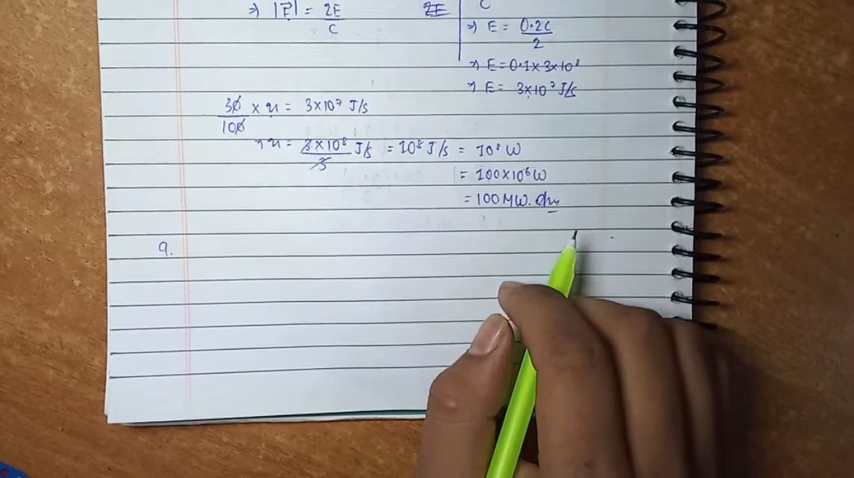 ⇒ |F| = 2E/C
2E
C
⇒ E = 0.2C/2
⇒ E = 0.1 × 3 × 10⁸
⇒ E = 3×10⁷ J/s
30/100 × x = 3×10⁷ J/s
x = 3×10⁸/3 J/s = 10⁸ J/s = 10⁸ W
= 100×10⁶ W
= 100 MW.
9.